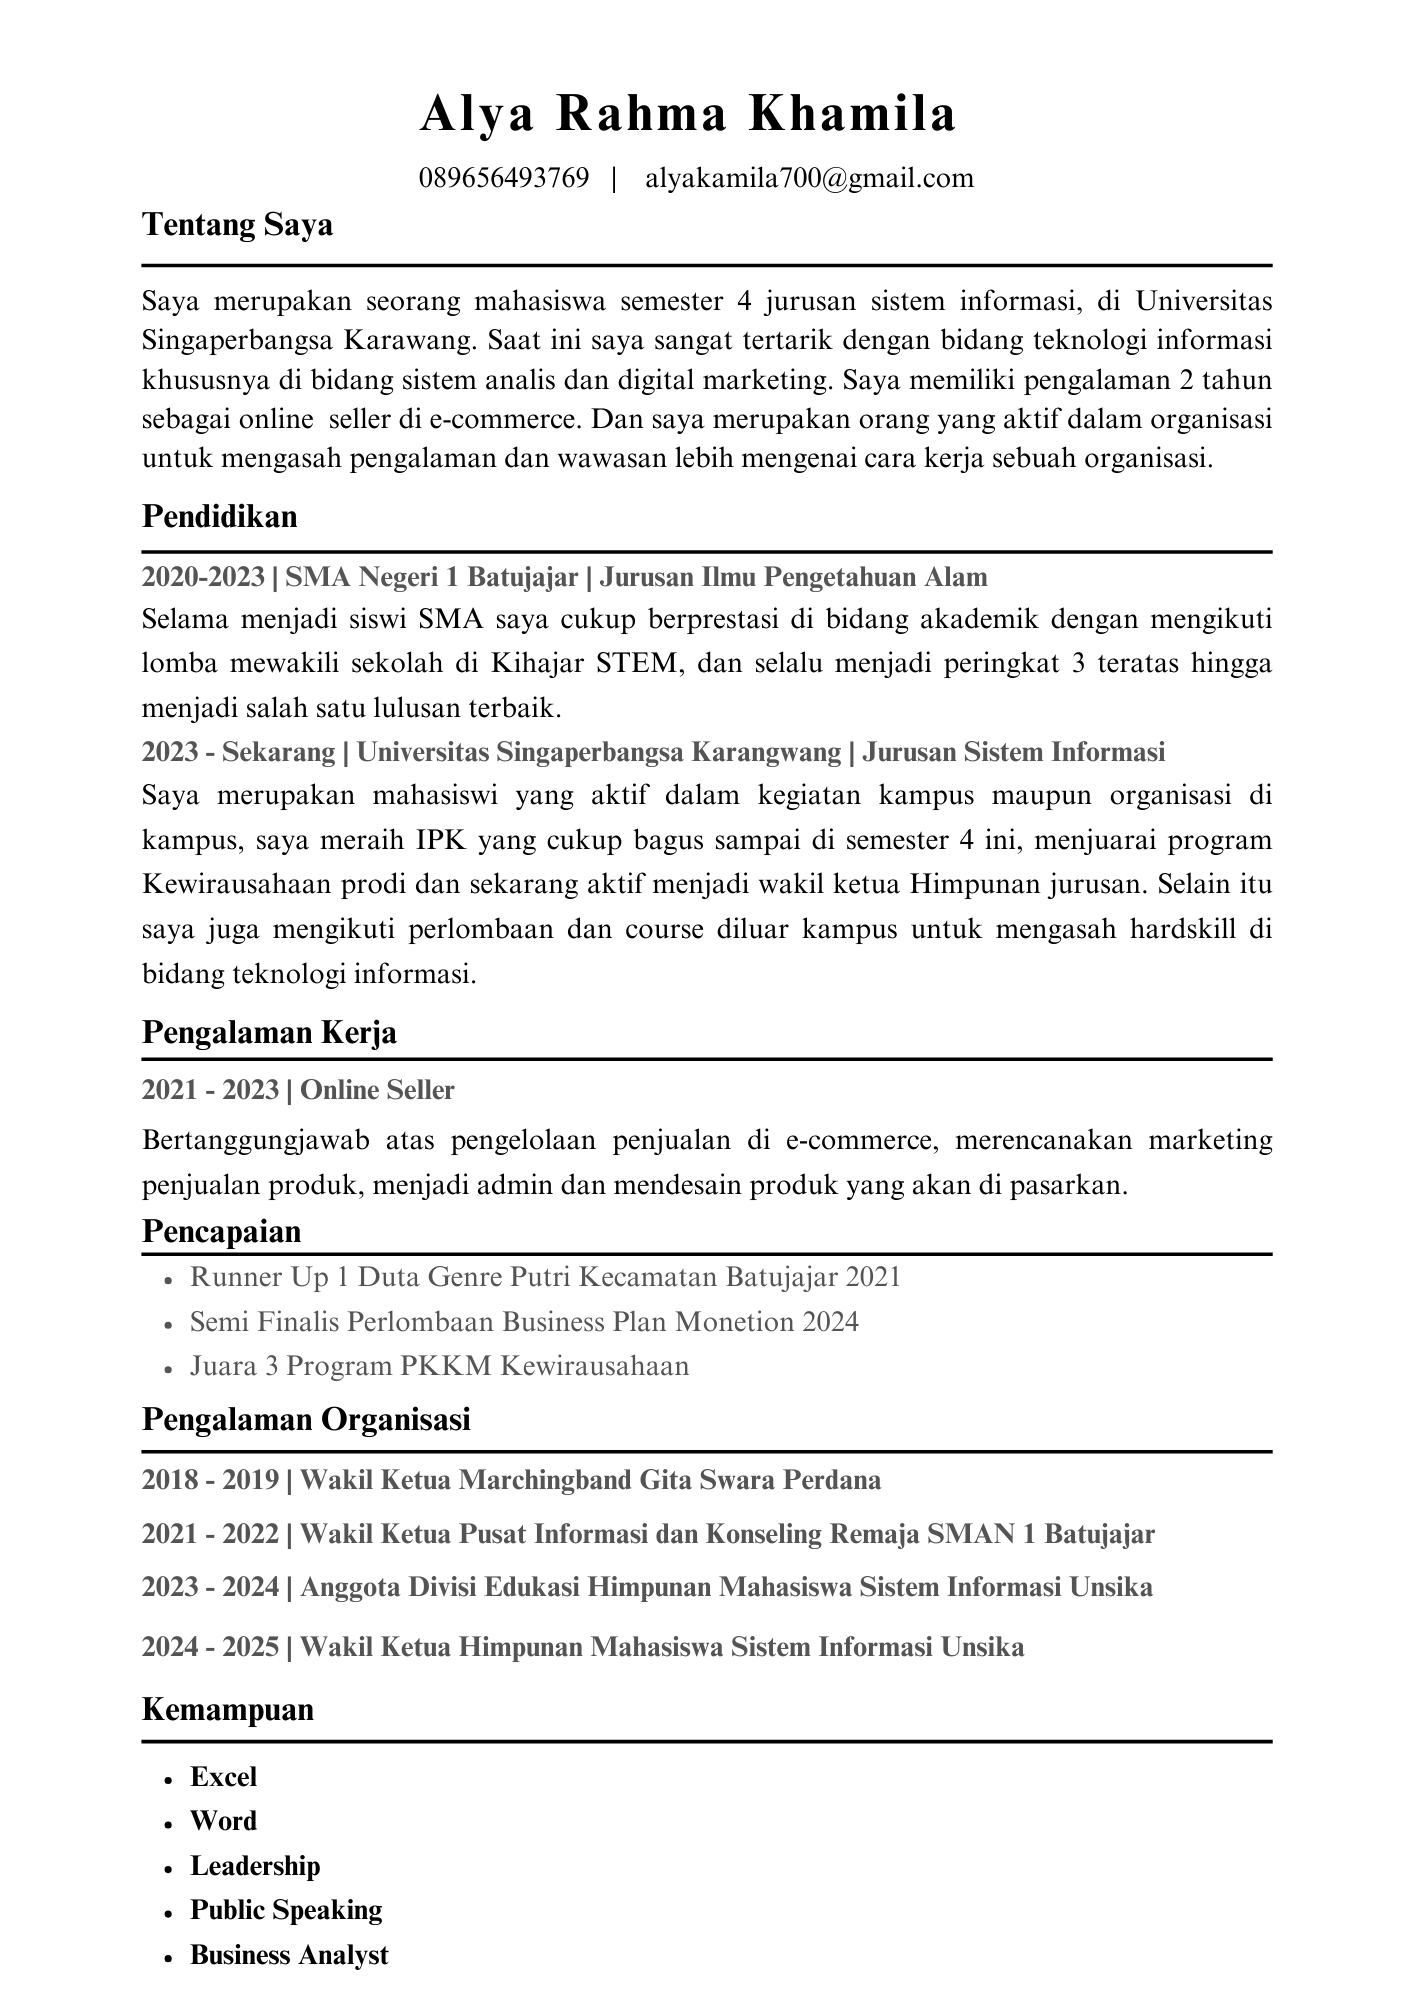 Alya Rahma Khamila
089656493769 | alyakamila700@gmail.com
Tentang Saya
Saya merupakan seorang mahasiswa semester 4 jurusan sistem informasi, di Universitas
Singaperbangsa Karawang. Saat ini saya sangat tertarik dengan bidang teknologi informasi
khususnya di bidang sistem analis dan digital marketing. Saya memiliki pengalaman 2 tahun
sebagai online seller di e-commerce. Dan saya merupakan orang yang aktif dalam organisasi
untuk mengasah pengalaman dan wawasan lebih mengenai cara kerja sebuah organisasi.
Pendidikan
2020-2023 | SMA Negeri 1 Batujajar | Jurusan Ilmu Pengetahuan Alam
Selama menjadi siswi SMA saya cukup berprestasi di bidang akademik dengan mengikuti
lomba mewakili sekolah di Kihajar STEM, dan selalu menjadi peringkat 3 teratas hingga
menjadi salah satu lulusan terbaik.
2023 - Sekarang | Universitas Singaperbangsa Karangwang | Jurusan Sistem Informasi
Saya merupakan mahasiswi yang aktif dalam kegiatan kampus maupun organisasi di
kampus, saya meraih IPK yang cukup bagus sampai di semester 4 ini, menjuarai program
Kewirausahaan prodi dan sekarang aktif menjadi wakil ketua Himpunan jurusan. Selain itu
saya juga mengikuti perlombaan dan course diluar kampus untuk mengasah hardskill di
bidang teknologi informasi.
Pengalaman Kerja
2021 - 2023 | Online Seller
Bertanggungjawab atas pengelolaan penjualan di e-commerce, merencanakan marketing
penjualan produk, menjadi admin dan mendesain produk yang akan di pasarkan.
Pencapaian
• Runner Up 1 Duta Genre Putri Kecamatan Batujajar 2021
• Semi Finalis Perlombaan Business Plan Monetion 2024
• Juara 3 Program PKKM Kewirausahaan
Pengalaman Organisasi
2018 - 2019 | Wakil Ketua Marchingband Gita Swara Perdana
2021 - 2022 | Wakil Ketua Pusat Informasi dan Konseling Remaja SMAN 1 Batujajar
2023 - 2024 | Anggota Divisi Edukasi Himpunan Mahasiswa Sistem Informasi Unsika
2024 - 2025 | Wakil Ketua Himpunan Mahasiswa Sistem Informasi Unsika
Kemampuan
• Excel
• Word
• Leadership
• Public Speaking
• Business Analyst